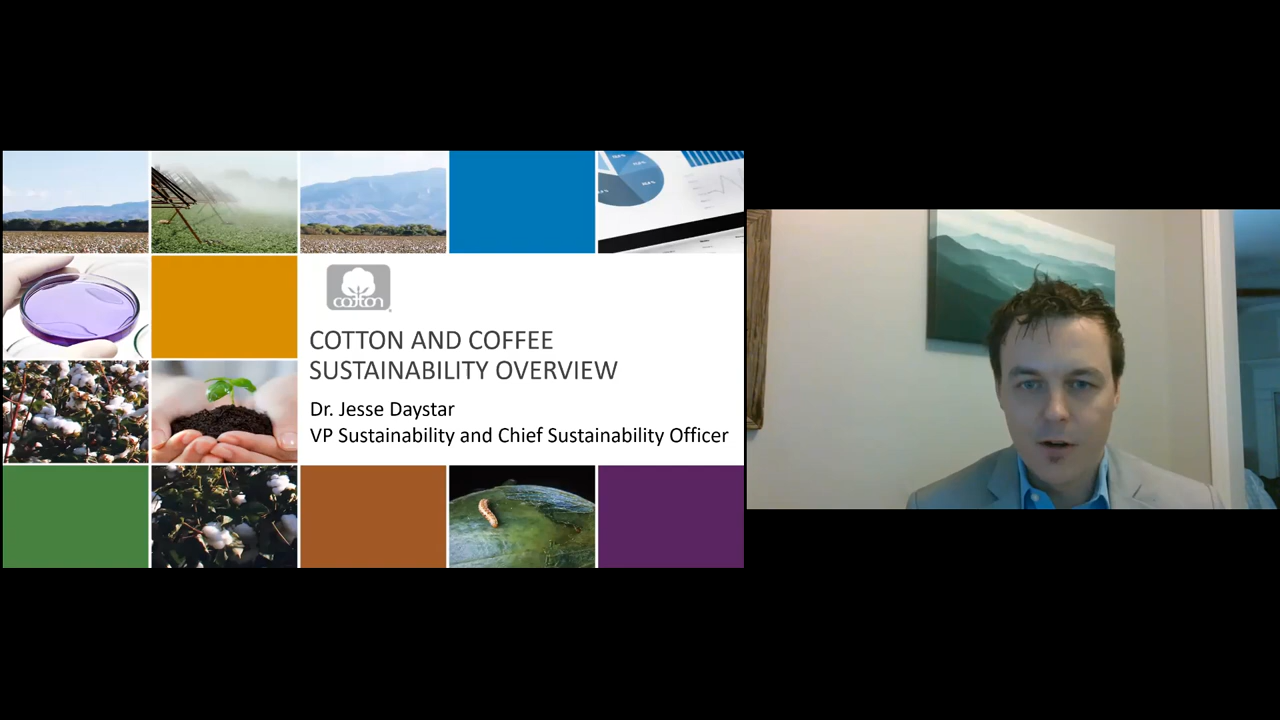 cotton
COTTON AND COFFEE
SUSTAINABILITY OVERVIEW
Dr. Jesse Daystar
VP Sustainability and Chief Sustainability Officer